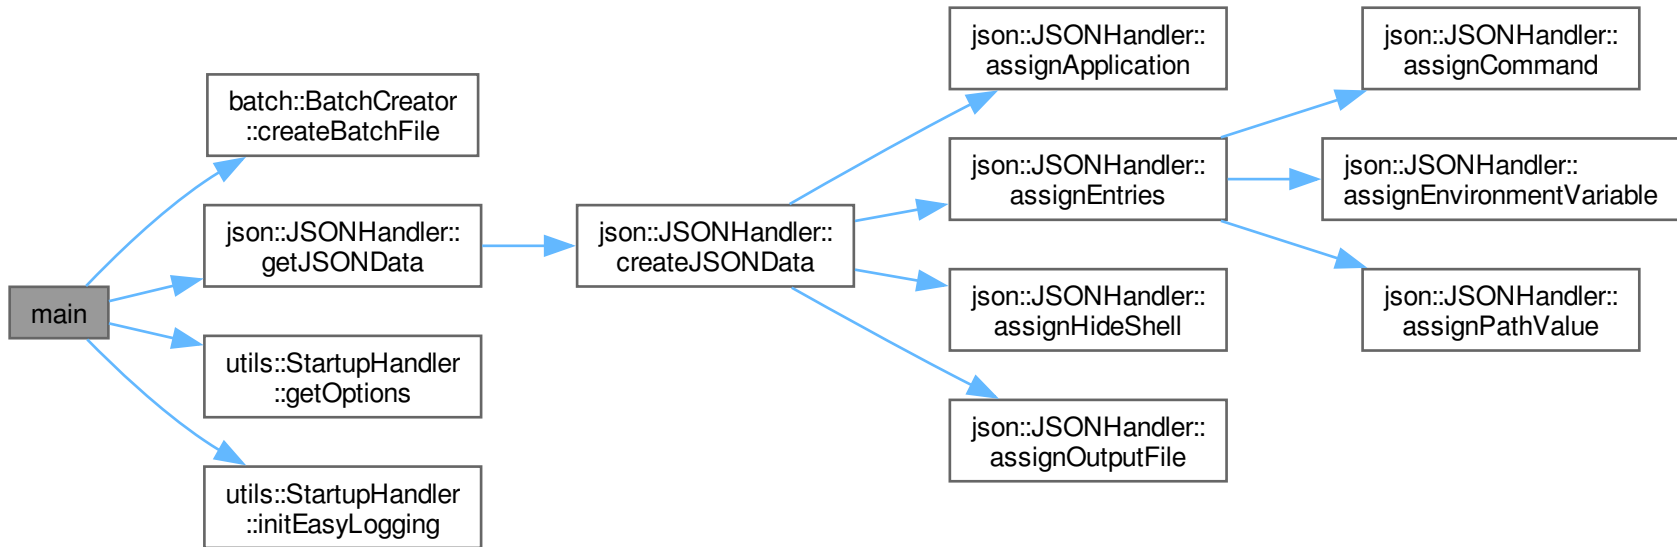 main
batch::BatchCreator
::createBatchFile
json::JSONHandler::
getJSONData
utils::StartupHandler
::getOptions
utils::StartupHandler
::initEasyLogging
json::JSONHandler::
createJSONData
json::JSONHandler::
assignApplication
json::JSONHandler::
assignEntries
json::JSONHandler::
assignHideShell
json::JSONHandler::
assignOutputFile
json::JSONHandler::
assignCommand
json::JSONHandler::
assignEnvironmentVariable
json::JSONHandler::
assignPathValue